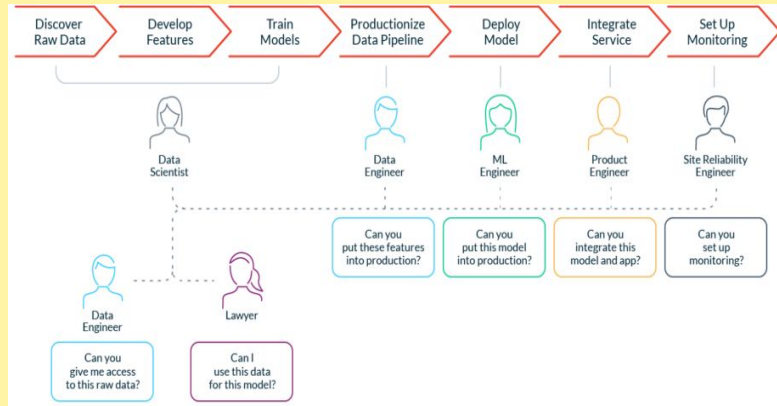 Discover
Raw Data
Develop
Features
Train
Models
Productionize
Data Pipeline
Deploy
Model
Integrate
Service
Set Up
Monitoring
Data
Scientist
Data
Engineer
ML
Engineer
Product
Engineer
Site Reliability
Engineer
Can you
put these features
into production?
Can you
put this model
into production?
Can you
integrate this
model and app?
Can you
set up
monitoring?
Data
Engineer
Lawyer
Can you
give me access
to this raw data?
Can I
use this data
for this model?